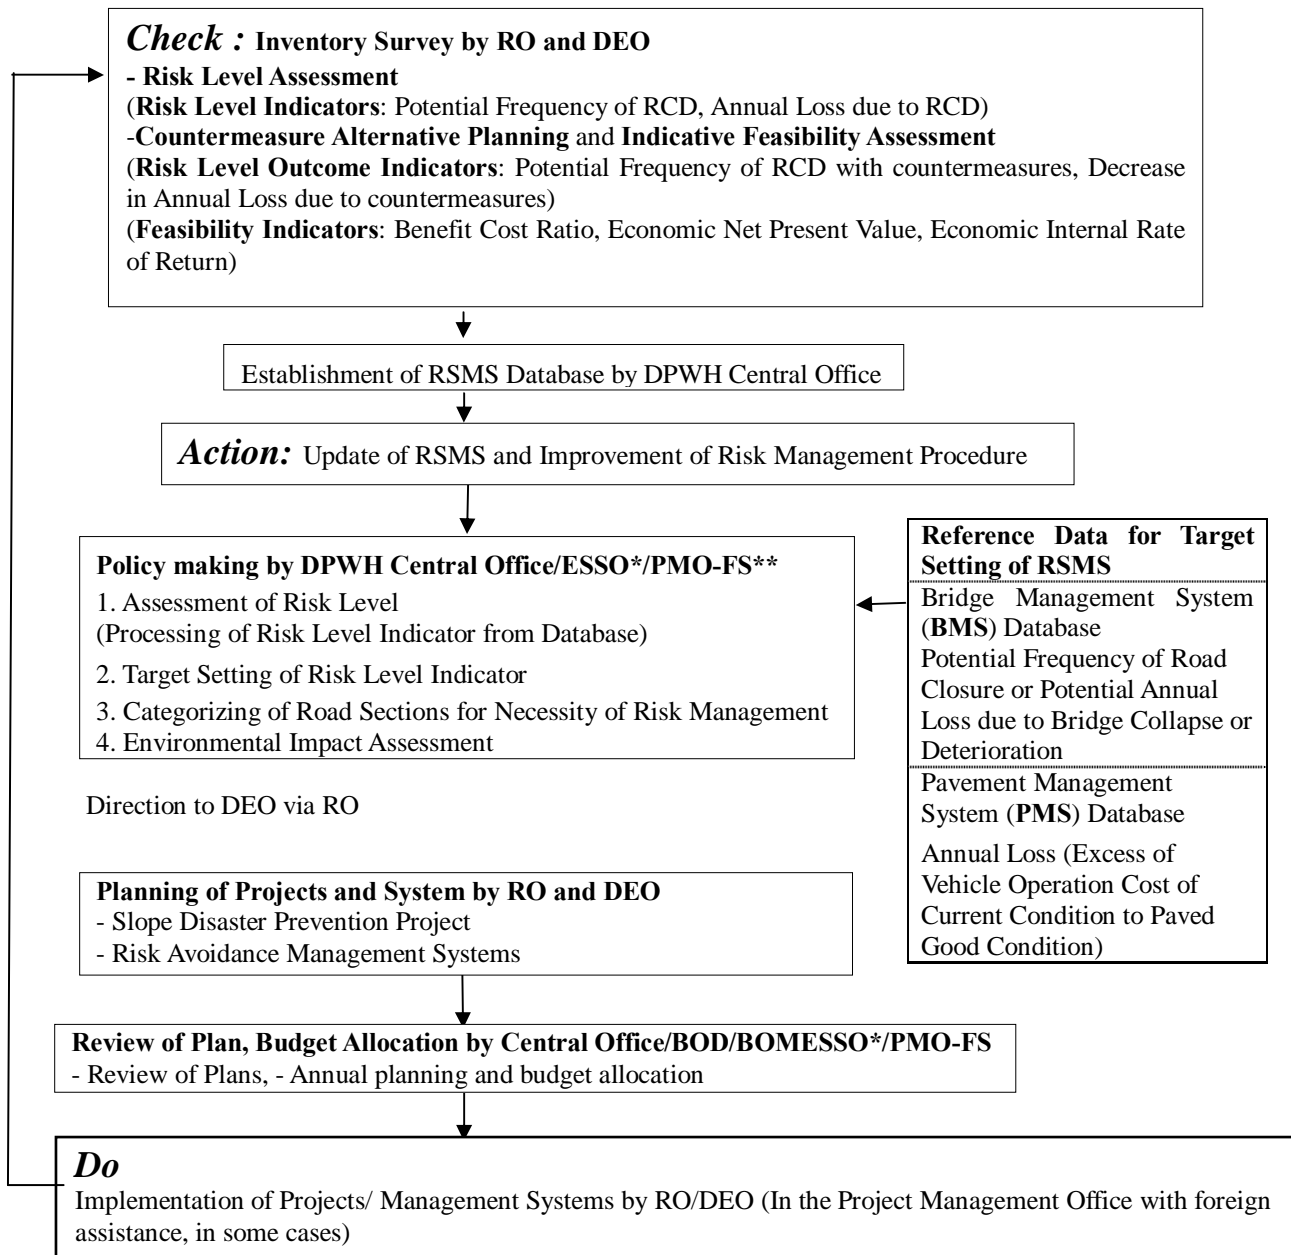 Check : Inventory Survey by RO and DEO
- Risk Level Assessment
(Risk Level Indicators: Potential Frequency of RCD, Annual Loss due to RCD)
-Countermeasure Alternative Planning and Indicative Feasibility Assessment
(Risk Level Outcome Indicators: Potential Frequency of RCD with countermeasures, Decrease
in Annual Loss due to countermeasures)
(Feasibility Indicators: Benefit Cost Ratio, Economic Net Present Value, Economic Internal Rate
of Return)
Establishment of RSMS Database by DPWH Central Office
Action: Update of RSMS and Improvement of Risk Management Procedure
Policy making by DPWH Central Office/ESSO*/PMO-FS**
1. Assessment of Risk Level
(Processing of Risk Level Indicator from Database)
2. Target Setting of Risk Level Indicator
3. Categorizing of Road Sections for Necessity of Risk Management
4. Environmental Impact Assessment
Reference Data for Target
Setting of RSMS
Bridge Management System
(BMS) Database
Potential Frequency of Road
Closure or Potential Annual
Loss due to Bridge Collapse or
Deterioration
Pavement Management
System (PMS) Database
Annual Loss (Excess of
Vehicle Operation Cost of
Current Condition to Paved
Good Condition)
Direction to DEO via RO
Planning of Projects and System by RO and DEO
- Slope Disaster Prevention Project
- Risk Avoidance Management Systems
Review of Plan, Budget Allocation by Central Office/BOD/BOMESSO*/PMO-FS
- Review of Plans, - Annual planning and budget allocation
Do
Implementation of Projects/ Management Systems by RO/DEO (In the Project Management Office with foreign
assistance, in some cases)